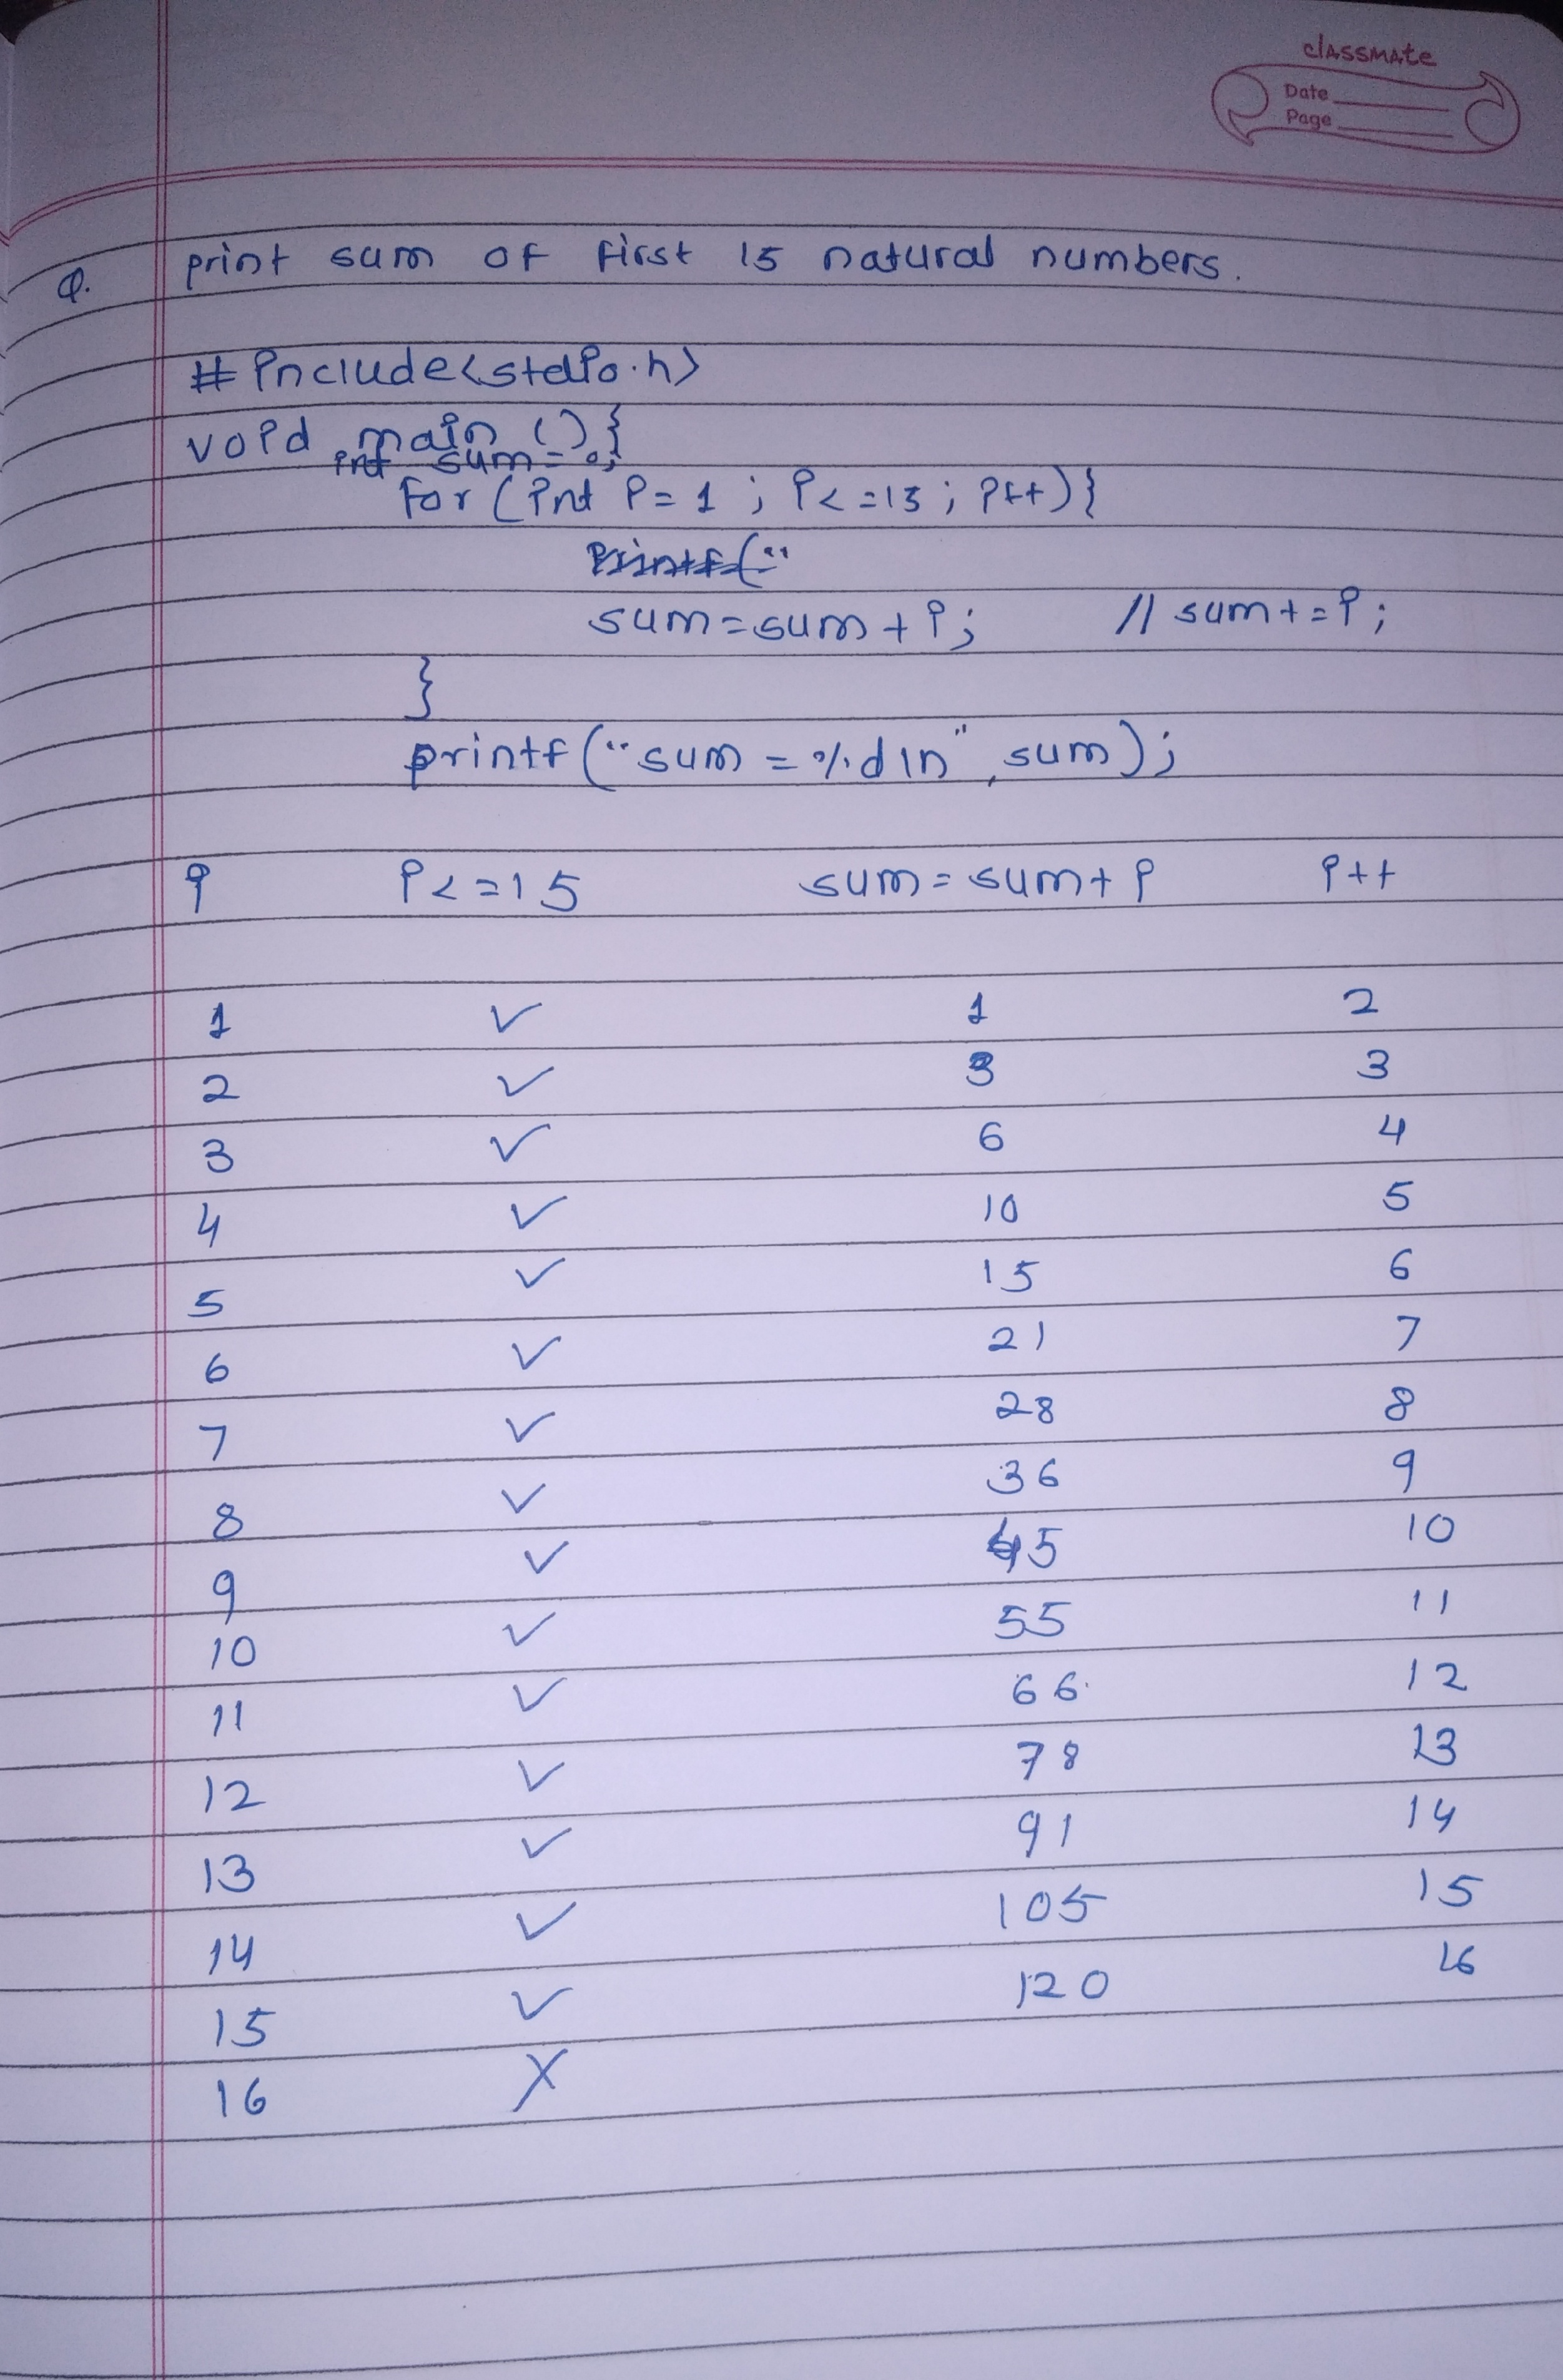 classmate
Date
Page
Q. print sum of first 15 natural numbers.
#include<stdio.h>
void main (){
int sum=0;
for (int i=1 ; i<=15 ; i++){
printf("
sum=sum+i; // sum+=i;
}
printf("sum = %d\n", sum);
i i<=15 sum=sum+i i++
1 ✓ 1 2
2 ✓ 3 3
3 ✓ 6 4
4 ✓ 10 5
5 ✓ 15 6
6 ✓ 21 7
7 ✓ 28 8
8 ✓ 36 9
9 ✓ 45 10
10 ✓ 55 11
11 ✓ 66 12
12 ✓ 78 13
13 ✓ 91 14
14 ✓ 105 15
15 ✓ 120 16
16 X